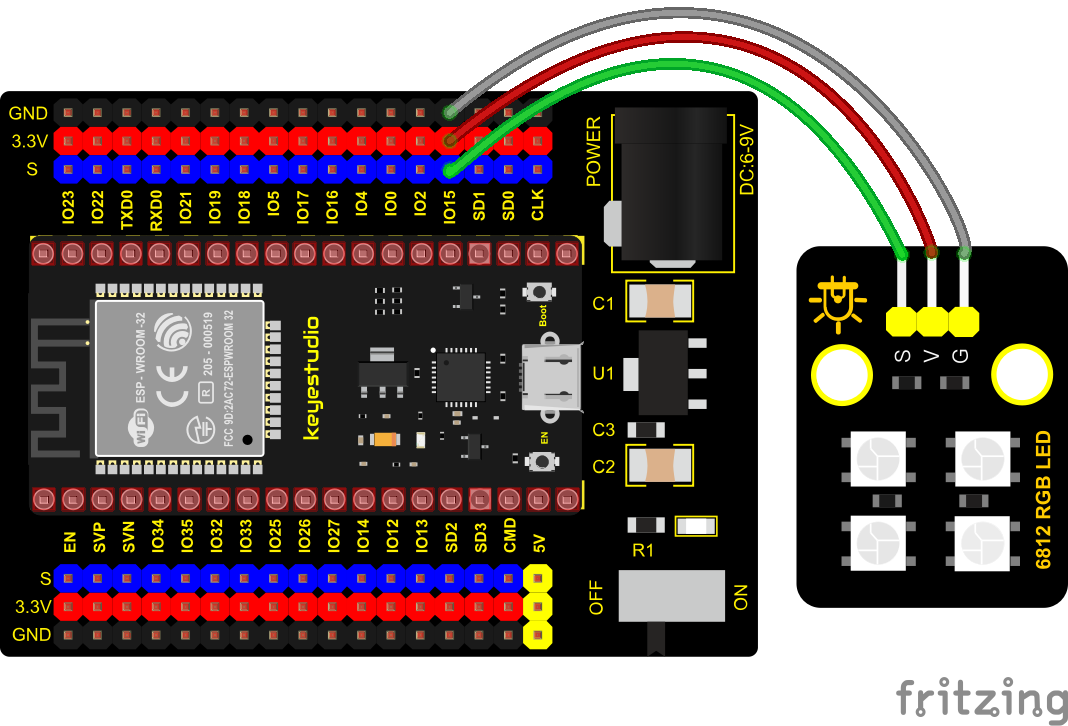 GND
3.3V
S
IO23
IO22
TXD0
RXD0
IO21
IO19
IO18
IO5
IO17
IO16
IO4
IO0
IO2
IO15
SD1
SD0
CLK
POWER
DC:6-9V
ESP - WROOM -32
WiFi
CE
R
205 - 000519
FCC 9D:2AC72-ESPWROOM 32
keyestudio
Boot
EN
C1
U1
C3
C2
R1
OFF
ON
EN
SVP
SVN
IO34
IO35
IO32
IO33
IO25
IO26
IO27
IO14
IO12
IO13
SD2
SD3
CMD
5V
S
3.3V
GND
S
V
G
6812 RGB LED
fritzing